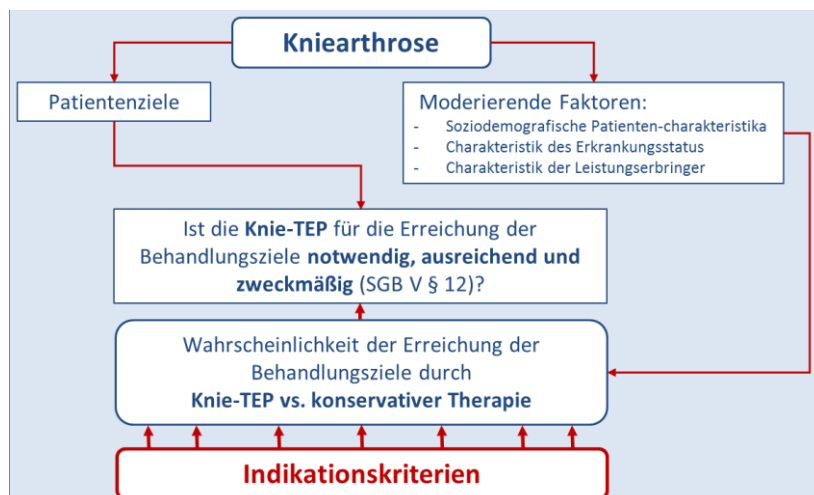 Kniearthrose
Patientenziele
Moderierende Faktoren:
- Soziodemografische Patienten-charakteristika
- Charakteristik des Erkrankungsstatus
- Charakteristik der Leistungserbringer
Ist die Knie-TEP für die Erreichung der
Behandlungsziele notwendig, ausreichend und
zweckmäßig (SGB V § 12)?
Wahrscheinlichkeit der Erreichung der
Behandlungsziele durch
Knie-TEP vs. konservativer Therapie
Indikationskriterien